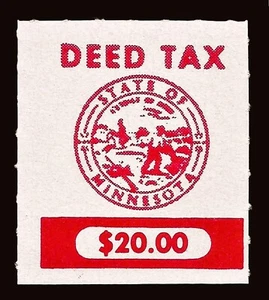 DEED TAX
STATE OF
MINNESOTA
$20.00